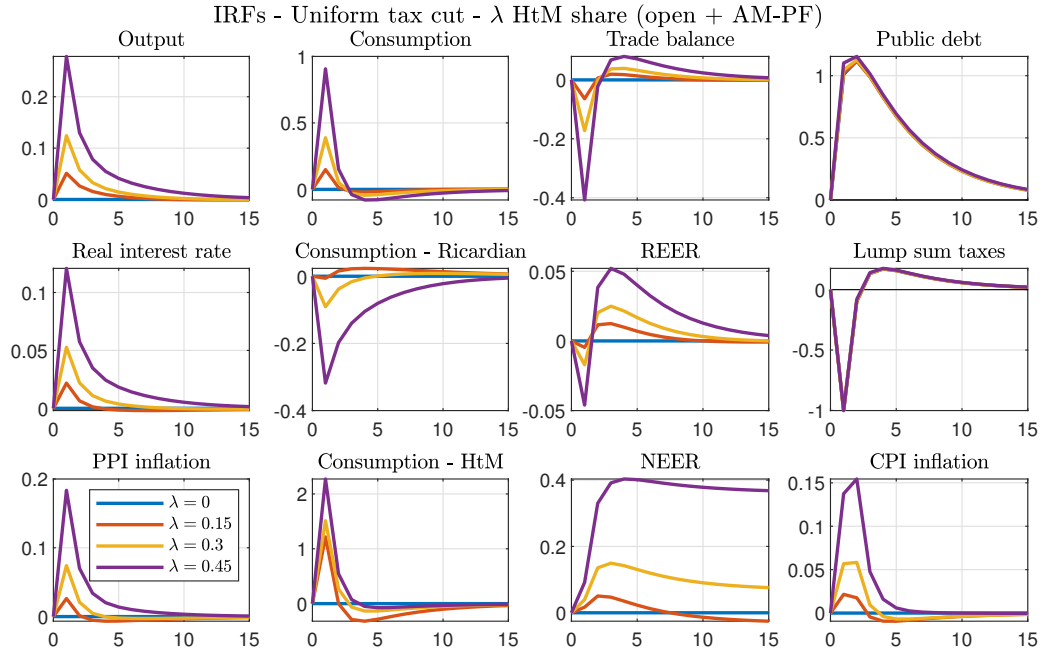 IRFs - Uniform tax cut - λ HtM share (open + AM-PF)
Output
Consumption
Trade balance
Public debt
0.2
0.1
0
0 5 10 15
1
0.5
0
0 5 10 15
0
-0.2
-0.4
0 5 10 15
1
0.5
0
0 5 10 15
Real interest rate
Consumption - Ricardian
REER
Lump sum taxes
0.1
0.05
0
0 5 10 15
0
-0.2
-0.4
0 5 10 15
0.05
0
-0.05
0 5 10 15
0
-0.5
-1
0 5 10 15
PPI inflation
Consumption - HtM
NEER
CPI inflation
0.2
0.1
0
0 5 10 15
λ = 0
λ = 0.15
λ = 0.3
λ = 0.45
2
1
0
0 5 10 15
0.4
0.2
0
0 5 10 15
0.15
0.1
0.05
0
0 5 10 15